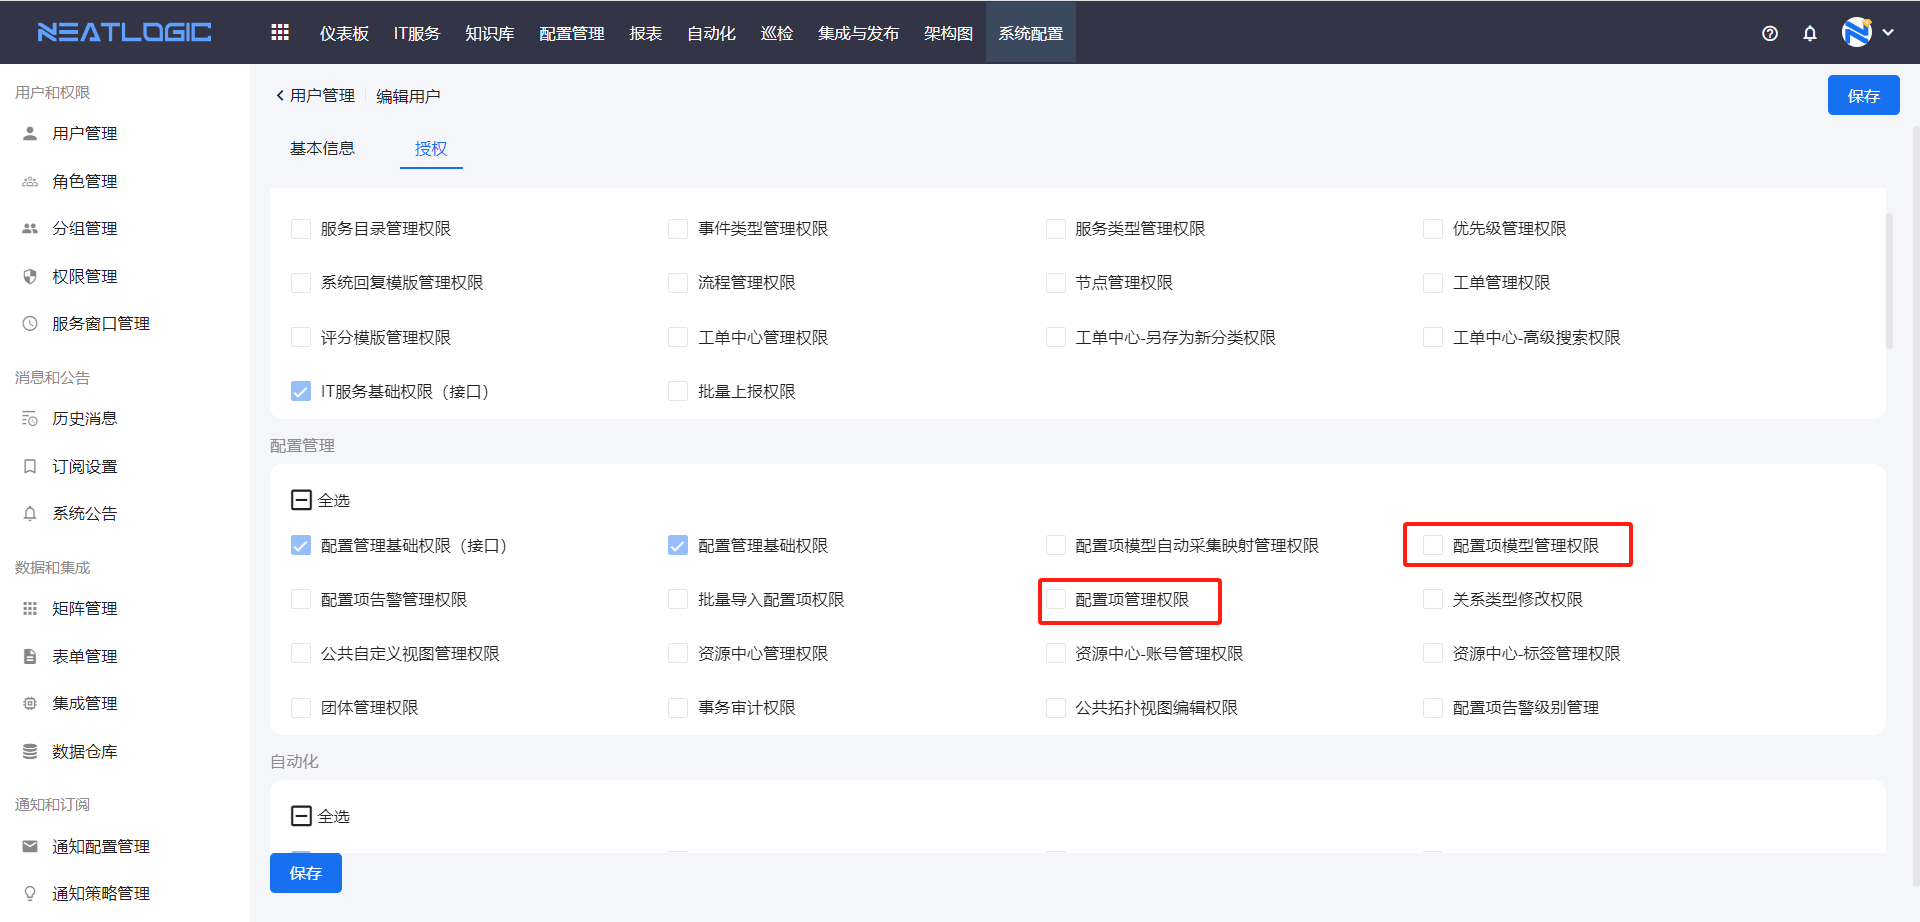 NEATLOGIC 仪表板 IT服务 知识库 配置管理 报表 自动化 巡检 集成与发布 架构图 系统配置
用户和权限
用户管理
角色管理
分组管理
权限管理
服务窗口管理
消息和公告
历史消息
订阅设置
系统公告
数据和集成
矩阵管理
表单管理
集成管理
数据仓库
通知和订阅
通知配置管理
通知策略管理
用户管理 编辑用户 保存
基本信息 授权
服务目录管理权限 事件类型管理权限 服务类型管理权限 优先级管理权限
系统回复模版管理权限 流程管理权限 节点管理权限 工单管理权限
评分模版管理权限 工单中心管理权限 工单中心-另存为新分类权限 工单中心-高级搜索权限
IT服务基础权限（接口） 批量上报权限
配置管理
全选
配置管理基础权限（接口） 配置管理基础权限 配置项模型自动采集映射管理权限 配置项模型管理权限
配置项告警管理权限 批量导入配置项权限 配置项管理权限 关系类型修改权限
公共自定义视图管理权限 资源中心管理权限 资源中心-账号管理权限 资源中心-标签管理权限
团体管理权限 事务审计权限 公共拓扑视图编辑权限 配置项告警级别管理
自动化
全选
保存